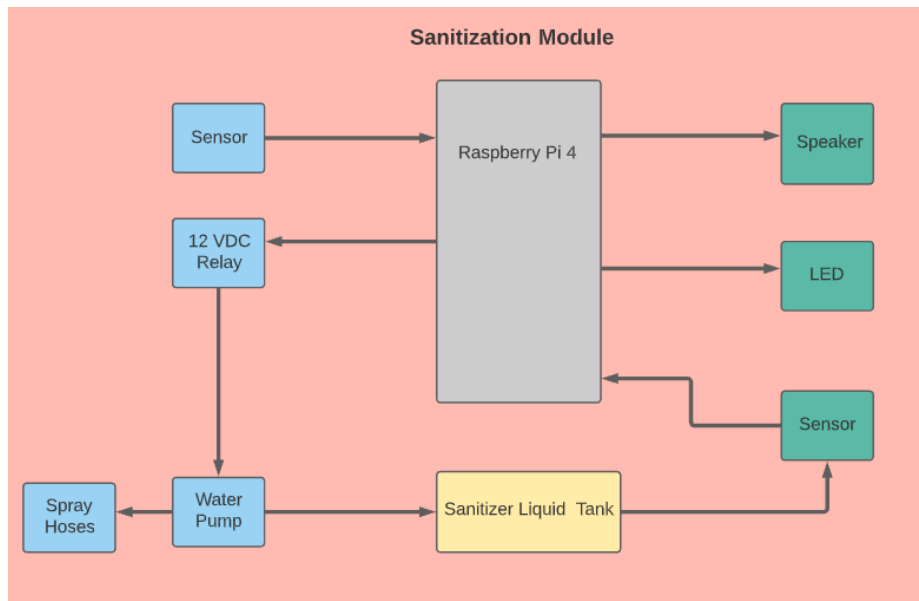 Sanitization Module
Sensor
Raspberry Pi 4
Speaker
12 VDC
Relay
LED
Sensor
Spray
Hoses
Water
Pump
Sanitizer Liquid  Tank